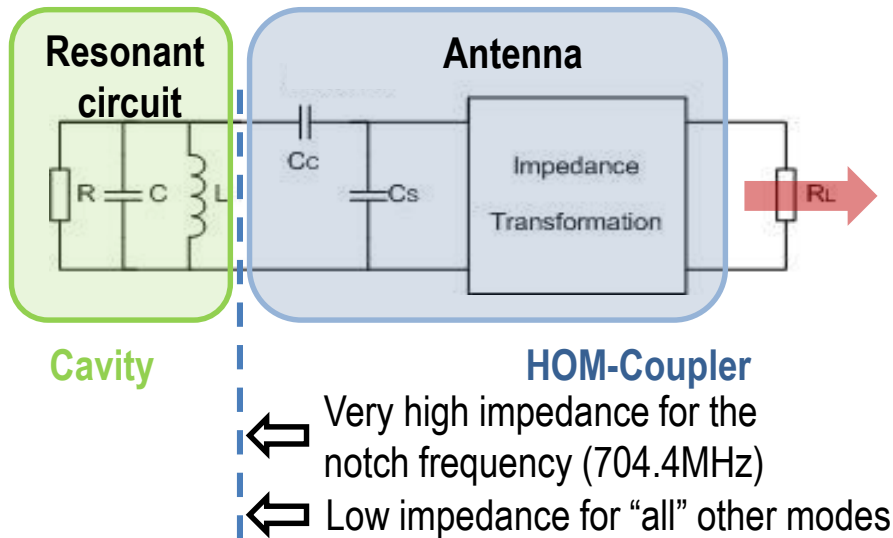 Resonant
circuit
Antenna
R
C
L
Cc
Cs
Impedance
Transformation
RL
Cavity
HOM-Coupler
Very high impedance for the
notch frequency (704.4MHz)
Low impedance for “all” other modes